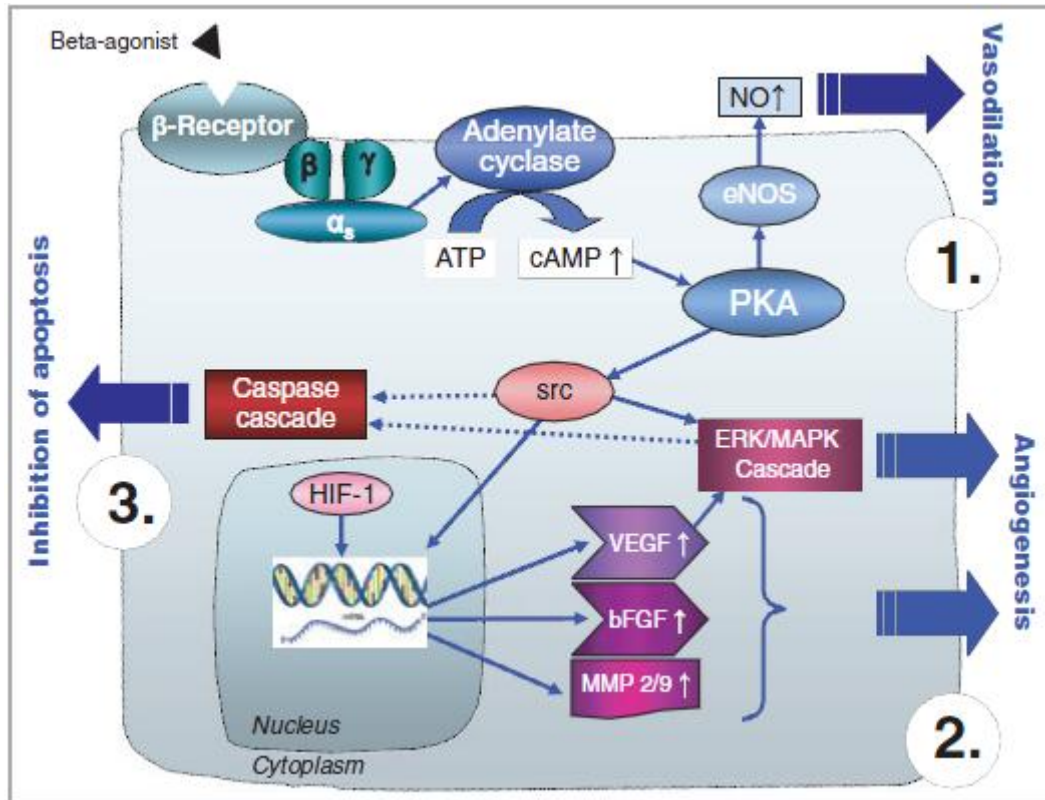 Beta-agonist
β-Receptor
β
γ
αs
Adenylate
cyclase
ATP
cAMP ↑
NO↑
eNOS
PKA
Vasodilation
1.
src
Caspase
cascade
Inhibition of apoptosis
3.
ERK/MAPK
Cascade
Angiogenesis
HIF-1
VEGF ↑
bFGF ↑
MMP 2/9 ↑
2.
Nucleus
Cytoplasm